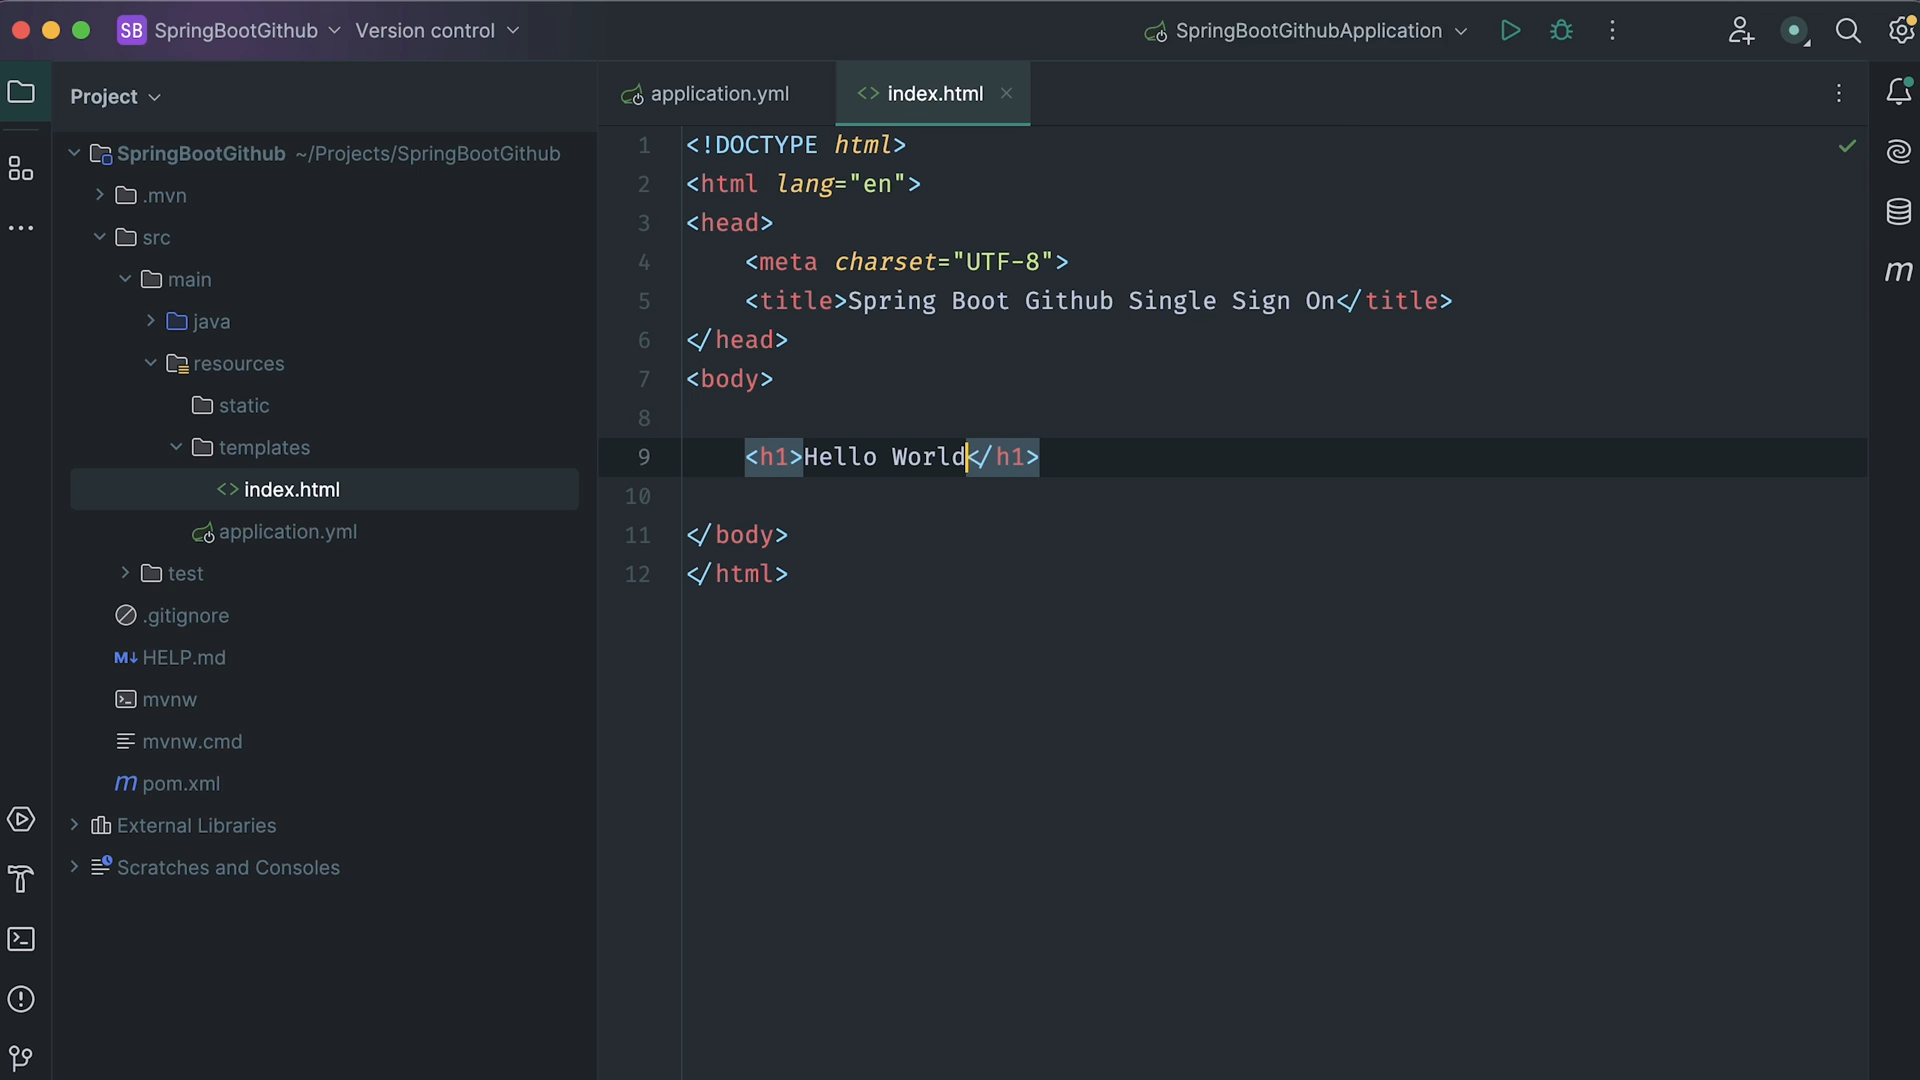 SB SpringBootGithub Version control SpringBootGithubApplication
Project
application.yml index.html
SpringBootGithub ~/Projects/SpringBootGithub
.mvn
src
main
java
resources
static
templates
index.html
application.yml
test
.gitignore
M↓ HELP.md
mvnw
mvnw.cmd
m pom.xml
External Libraries
Scratches and Consoles
1 <!DOCTYPE html>
2 <html lang="en">
3 <head>
4 <meta charset="UTF-8">
5 <title>Spring Boot Github Single Sign On</title>
6 </head>
7 <body>
8
9 <h1>Hello World</h1>
10
11 </body>
12 </html>
m